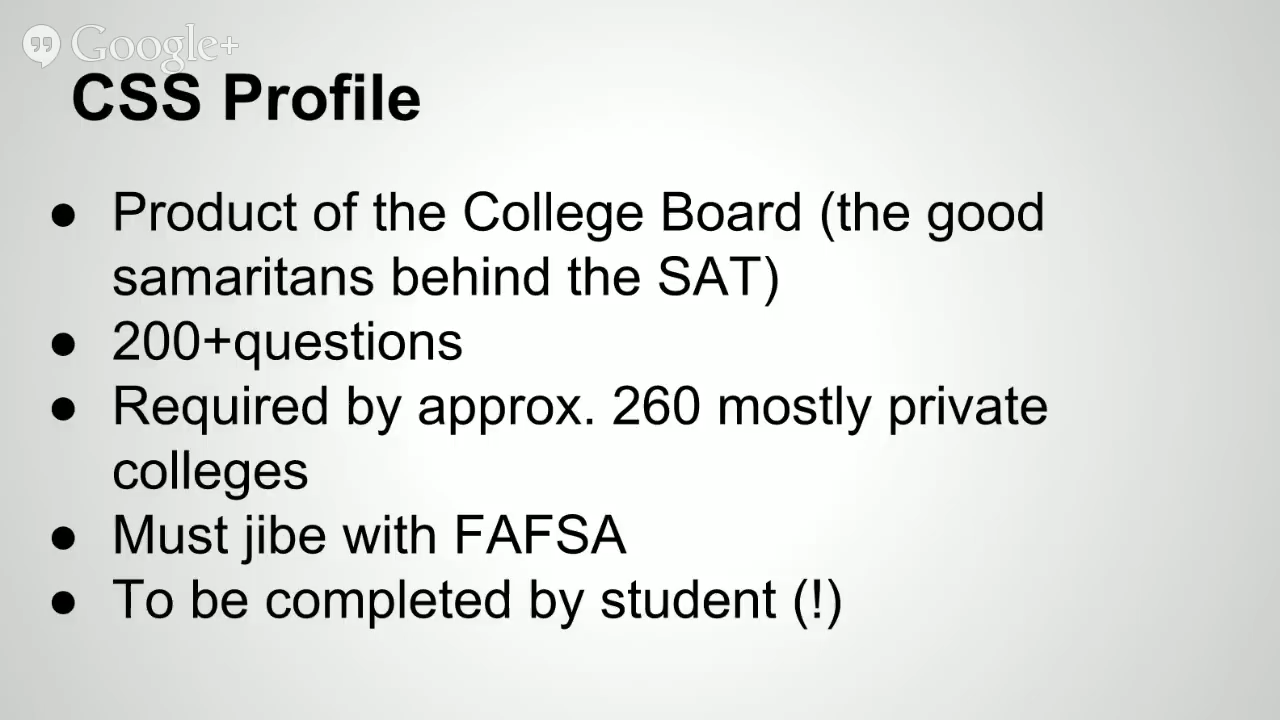 Google+
CSS Profile
● Product of the College Board (the good
samaritans behind the SAT)
● 200+questions
● Required by approx. 260 mostly private
colleges
● Must jibe with FAFSA
● To be completed by student (!)